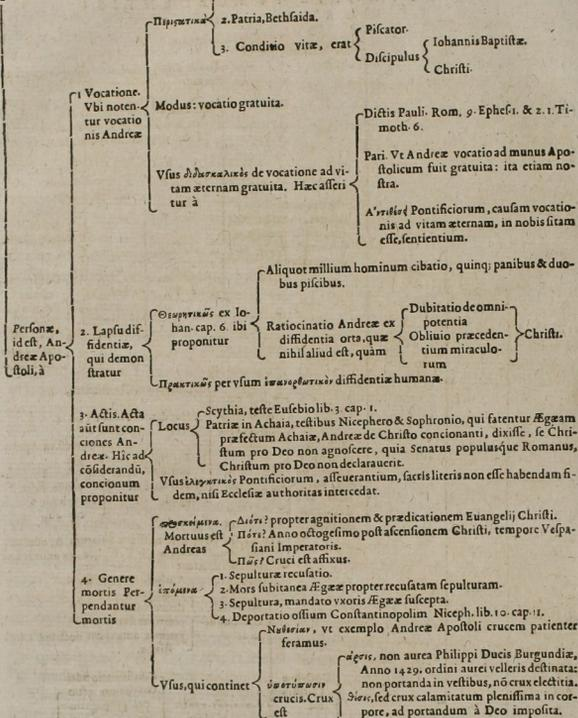 Περιστατικὰ
2. Patria, Bethsaida.
3. Conditio vitæ, erat
Piscator.
Discipulus
Iohannis Baptistæ.
Christi.
1 Vocatione.
Vbi noten-
tur vocatio
nis Andreæ
Modus: vocatio gratuita.
Vsus διδασκαλικὸς de vocatione ad vi-
tam æternam gratuita. Hæc asseri
tur à
Dictis Pauli. Rom, 9. Ephes. 1. & 2. 1. Ti-
moth. 6.
Pari. Vt Andreæ vocatio ad munus Apo-
stolicum fuit gratuita: ita etiam no-
stra.
Ἀντιθέσει Pontificiorum, causam vocatio-
nis ad vitam æternam, in nobis sitam
esse, sentientium.
Personæ,
id est, An-
dreæ Apo-
stoli, à
2. Lapsu dif-
fidentiæ,
qui demon
stratur
Θεωρητικῶς ex Io-
han. cap. 6. ibi
proponitur
Aliquot millium hominum cibatio, quinq; panibus & duo-
bus piscibus.
Ratiocinatio Andreæ ex
diffidentia orta, quæ
nihil aliud est, quàm
Dubitatio de omni-
potentia
Obliuio præceden-
tium miraculo-
rum
Christi.
Πρακτικῶς per vsum ἐπανορθωτικὸν diffidentiæ humanæ.
3. Actis. Acta
aūt sunt con-
ciones An-
dreæ. Hîc ad
cōsiderandū,
concionum
proponitur
Locus
Scythia, teste Eusebio lib. 3. cap. 1.
Patriæ in Achaia, testibus Nicephero & Sophronio, qui fatentur Ægæam
præfectum Achaiæ, Andreæ de Christo concionanti, dixisse, se Chri-
stum pro Deo non agnoscere, quia Senatus populusq́ue Romanus,
Christum pro Deo non declarauerit.
Vsus ἐλεγκτικὸς Pontificiorum, asseuerantium, sacris literis non esse habendam fi-
dem, nisi Ecclesiæ authoritas intercedat.
4. Genere
mortis Per-
pendantur
mortis
Mortuus est
Andreas
Διότι? propter agnitionem & prædicationem Euangelij Christi.
Πότε? Anno octogesimo post ascensionem Christi, tempore Vespa-
siani Imperatoris.
Πῶς? Cruci est affixus.
ἑπόμενα
1. Sepulturæ recusatio.
2. Mors subitanea Ægææ propter recusatam sepulturam.
3. Sepultura, mandato vxoris Ægææ suscepta.
4. Deportatio ossium Constantinopolim Niceph. lib. 10. cap. 11.
Vsus, qui continet
Νουθεσίαν, vt exemplo Andreæ Apostoli crucem patienter
feramus.
ὑποτύπωσιν
crucis. Crux
est
ἄρσις, non aurea Philippi Ducis Burgundiæ,
Anno 1429. ordini aurei velleris destinata:
non portanda in vestibus, nō crux electitia.
θέσις, sed crux calamitatum plenissima in cor-
pore, ad portandum à Deo imposita.